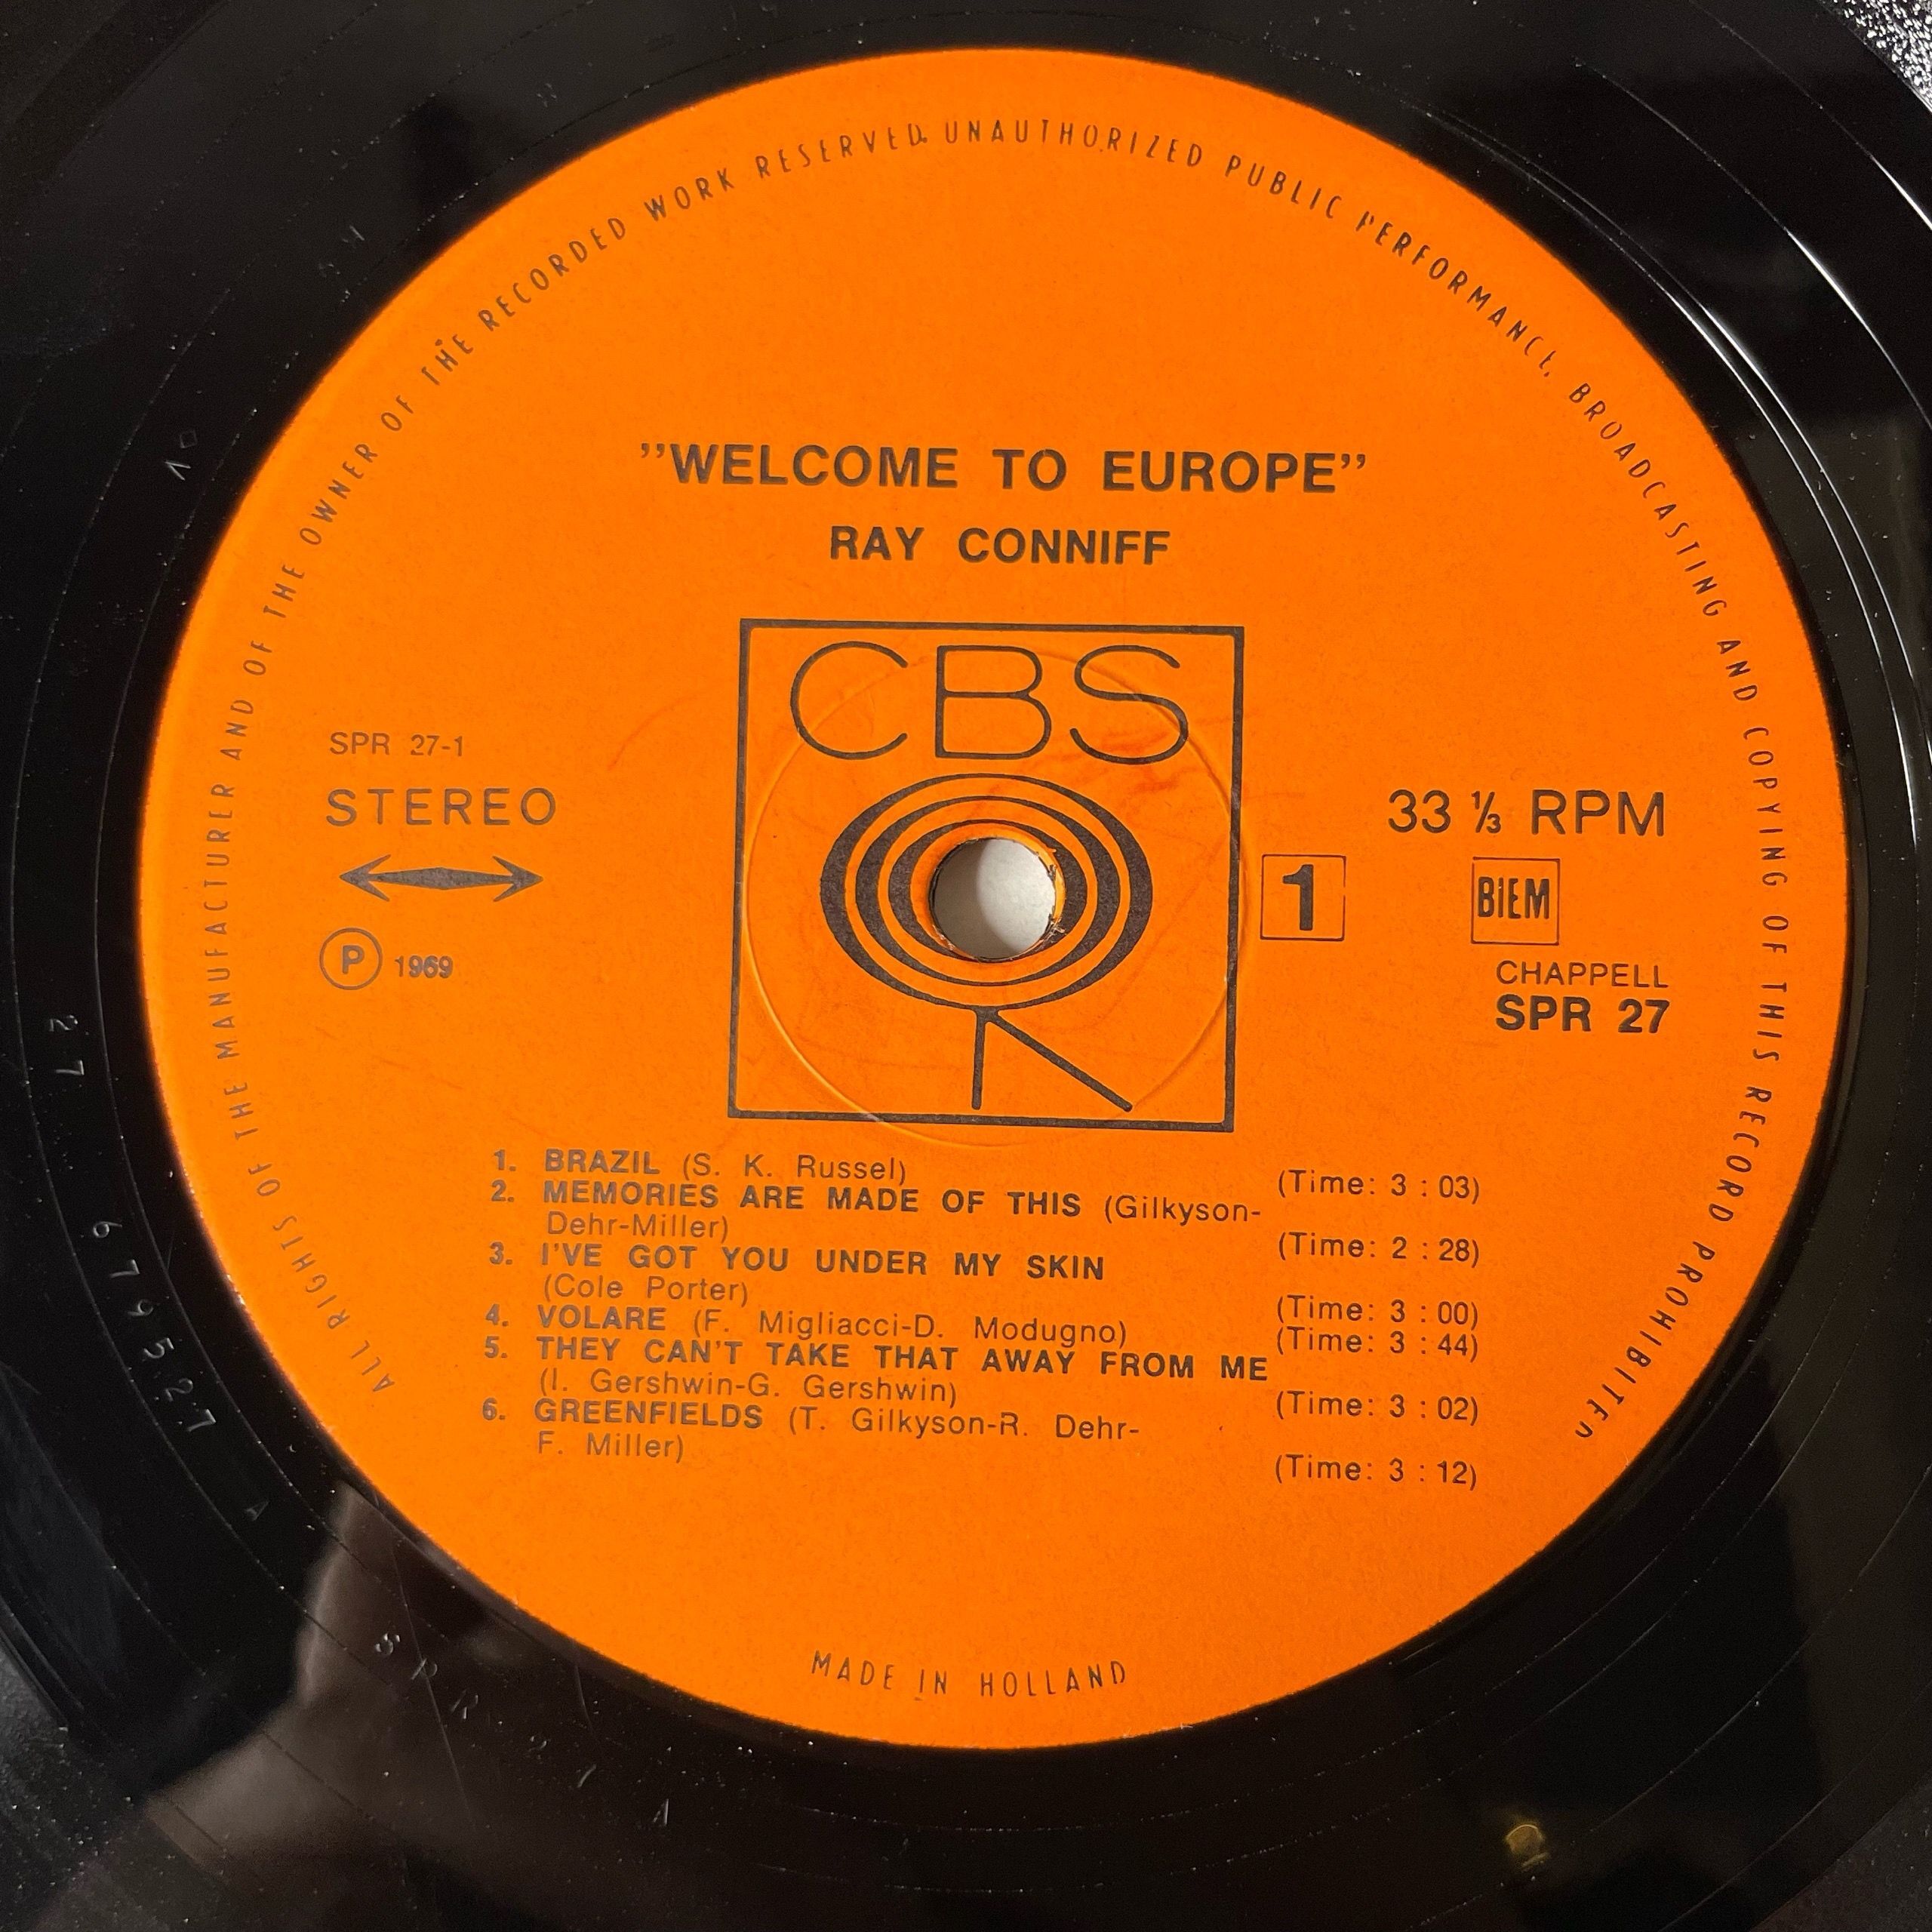 ALL RIGHTS OF THE MANUFACTURER AND OF THE OWNER OF THE RECORDED WORK RESERVED. UNAUTHORIZED PUBLIC PERFORMANCE, BROADCASTING AND COPYING OF THIS RECORD PROHIBITED
’’WELCOME TO EUROPE’’
RAY CONNIFF
CBS
SPR 27-1
STEREO
33 ⅓ RPM
1
BIEM
Ⓟ 1969
CHAPPELL
SPR 27
1. BRAZIL (S. K. Russel) (Time: 3 : 03)
2. MEMORIES ARE MADE OF THIS (Gilkyson-
Dehr-Miller) (Time: 2 : 28)
3. I'VE GOT YOU UNDER MY SKIN
(Cole Porter) (Time: 3 : 00)
4. VOLARE (F. Migliacci-D. Modugno) (Time: 3 : 44)
5. THEY CAN'T TAKE THAT AWAY FROM ME
(I. Gershwin-G. Gershwin) (Time: 3 : 02)
6. GREENFIELDS (T. Gilkyson-R. Dehr-
F. Miller) (Time: 3 : 12)
MADE IN HOLLAND
27 679527 A
SPR. 27 1 A